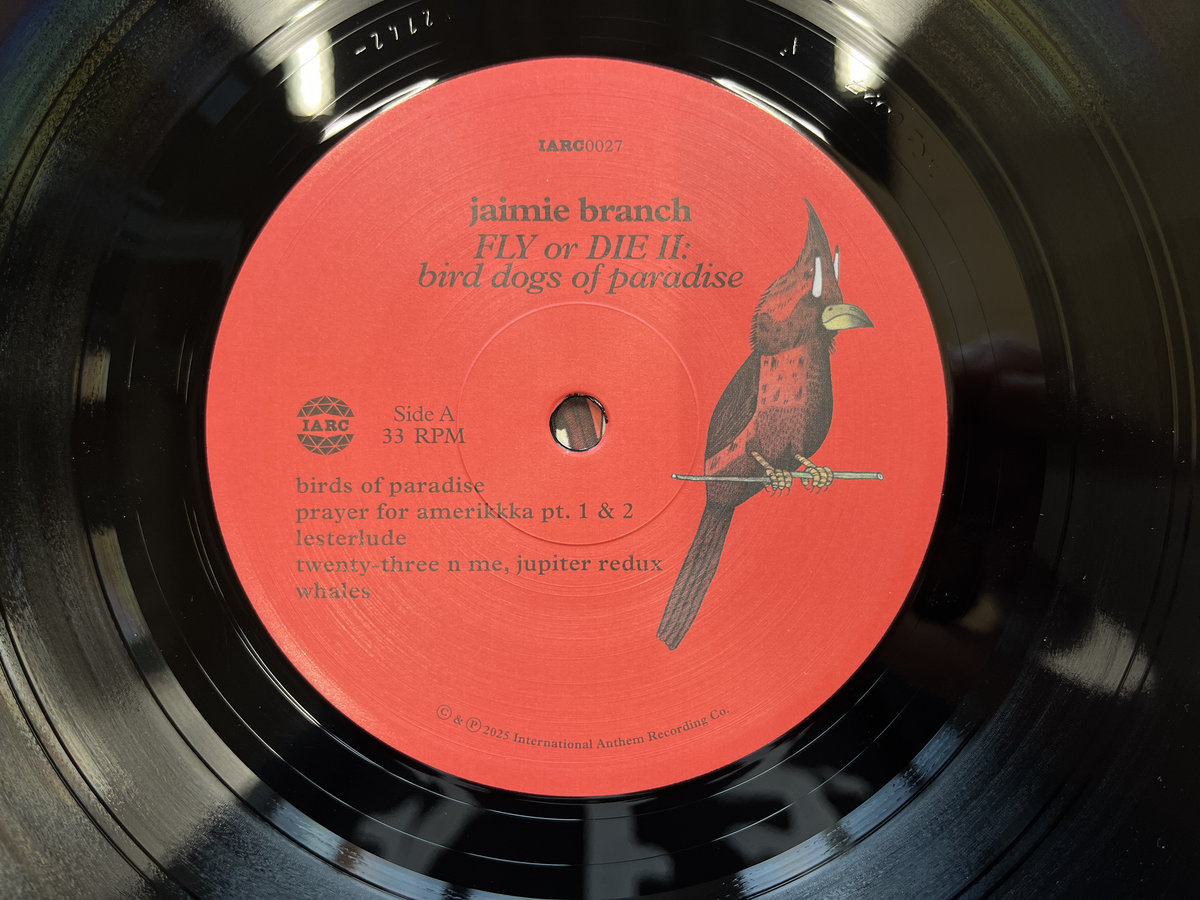 IARC0027
jaimie branch
FLY or DIE II:
bird dogs of paradise
IARC
Side A
33 RPM
birds of paradise
prayer for amerikkka pt. 1 & 2
lesterlude
twenty-three n me, jupiter redux
whales
© & ℗ 2025 International Anthem Recording Co.